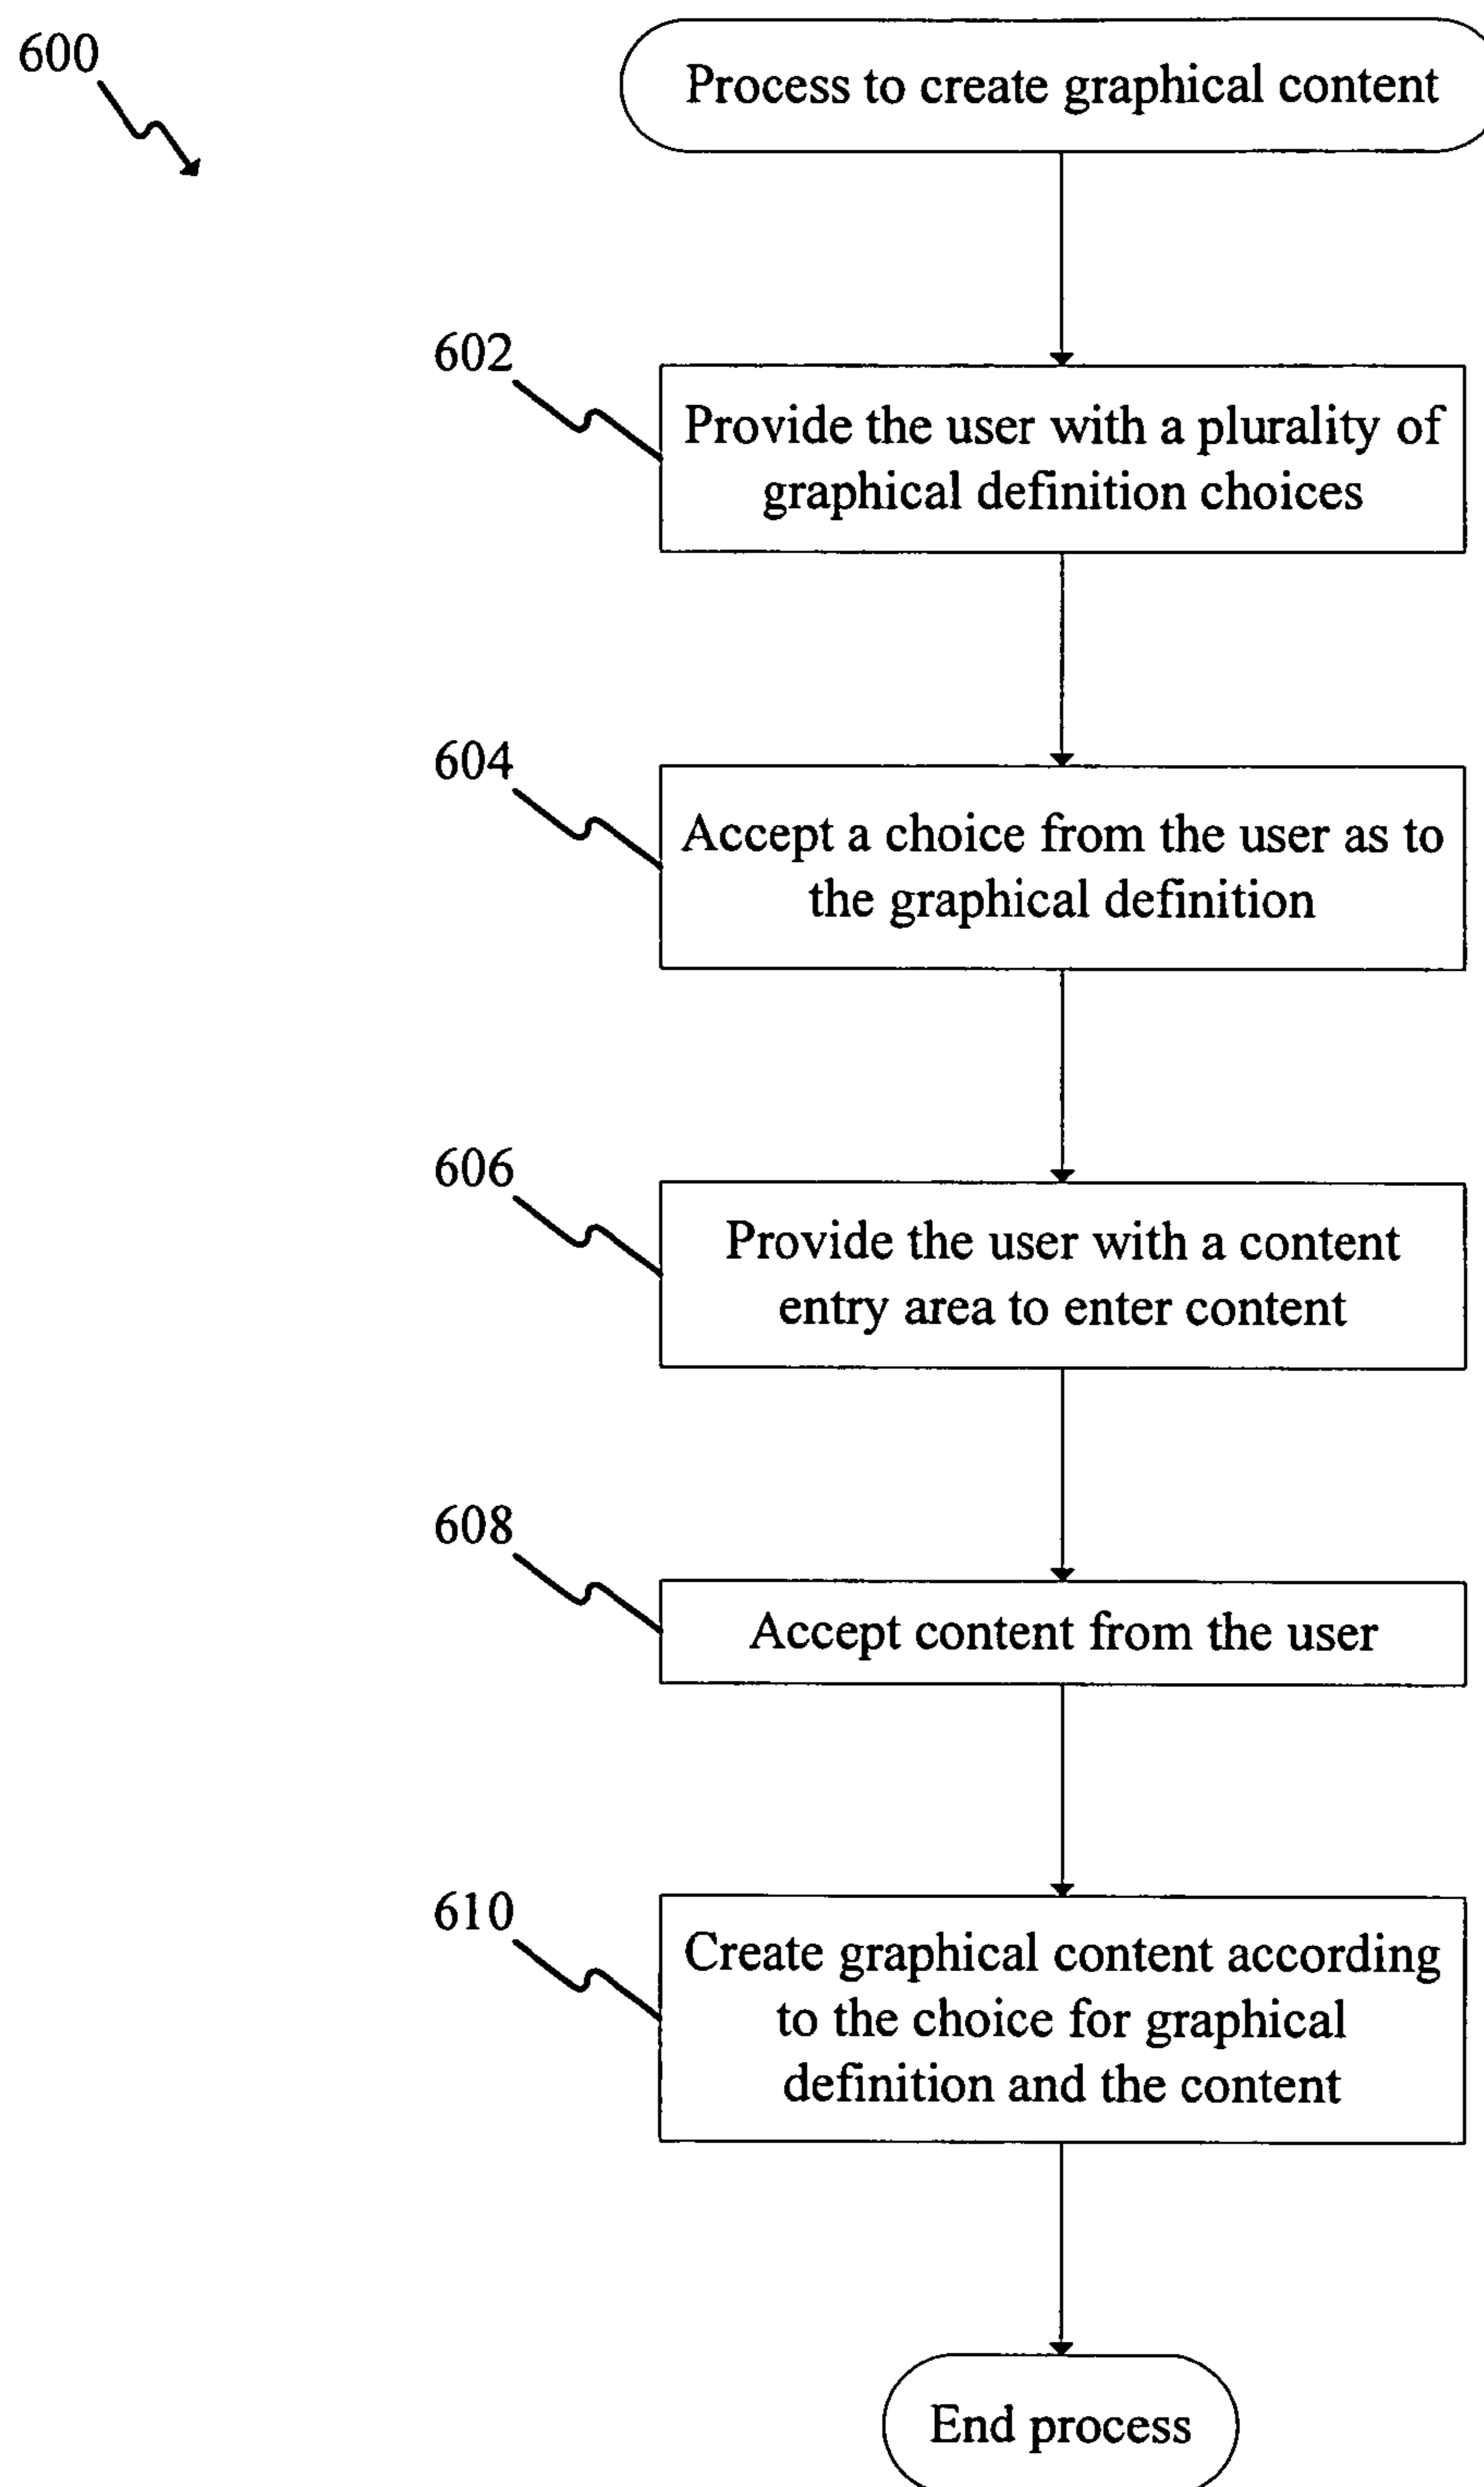 600
Process to create graphical content
602
Provide the user with a plurality of
graphical definition choices
604
Accept a choice from the user as to
the graphical definition
606
Provide the user with a content
entry area to enter content
608
Accept content from the user
610
Create graphical content according
to the choice for graphical
definition and the content
End process